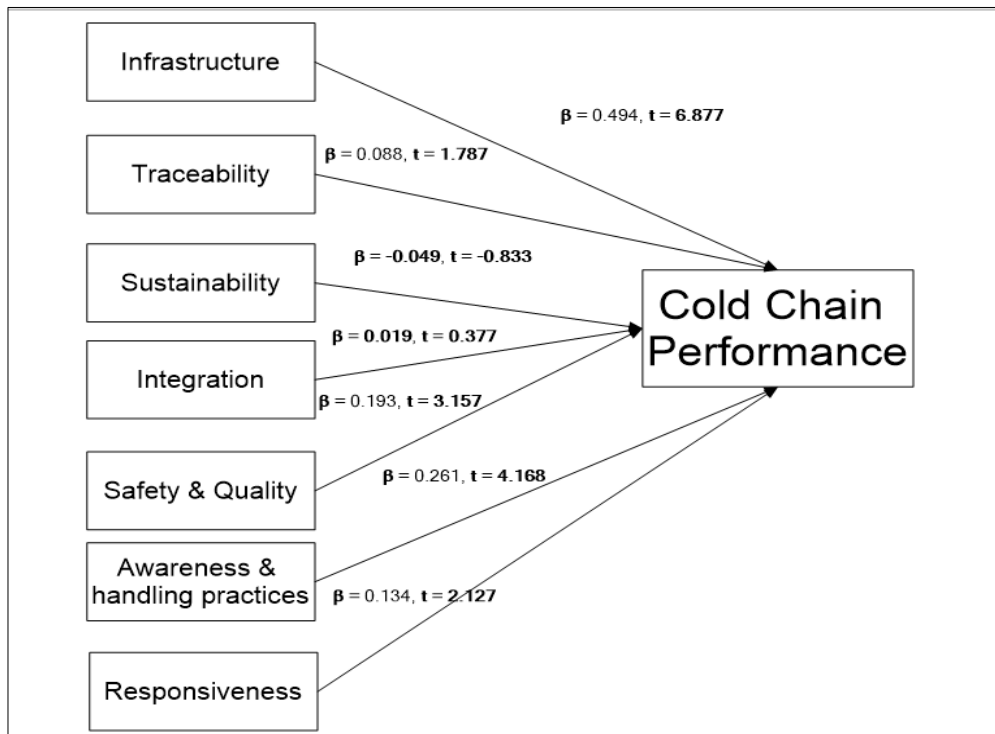 Infrastructure
β = 0.494, t = 6.877
β = 0.088, t = 1.787
Traceability
β = -0.049, t = -0.833
Sustainability
Cold Chain
Performance
β = 0.019, t = 0.377
Integration
β = 0.193, t = 3.157
Safety & Quality
β = 0.261, t = 4.168
Awareness &
handling practices
β = 0.134, t = 2.127
Responsiveness